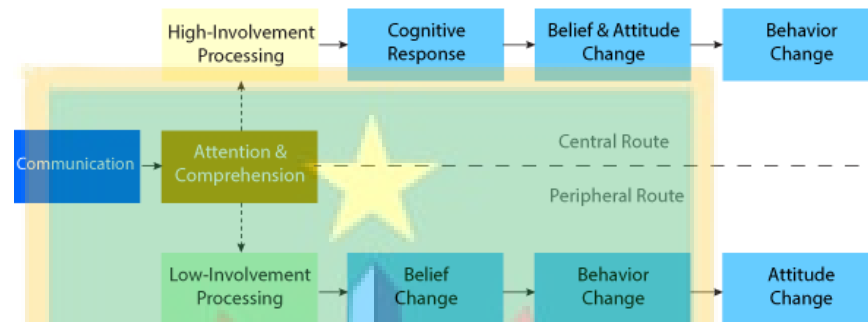 High-Involvement
Processing
Cognitive
Response
Belief & Attitude
Change
Behavior
Change
Communication
Attention &
Comprehension
Central Route
Peripheral Route
Low-Involvement
Processing
Belief
Change
Behavior
Change
Attitude
Change